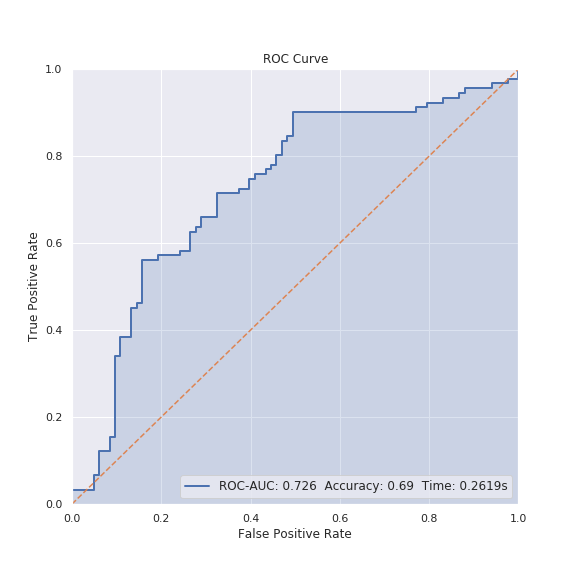 ROC Curve
1.0
0.8
0.6
0.4
0.2
0.0
True Positive Rate
ROC-AUC: 0.726  Accuracy: 0.69  Time: 0.2619s
0.0 0.2 0.4 0.6 0.8 1.0
False Positive Rate